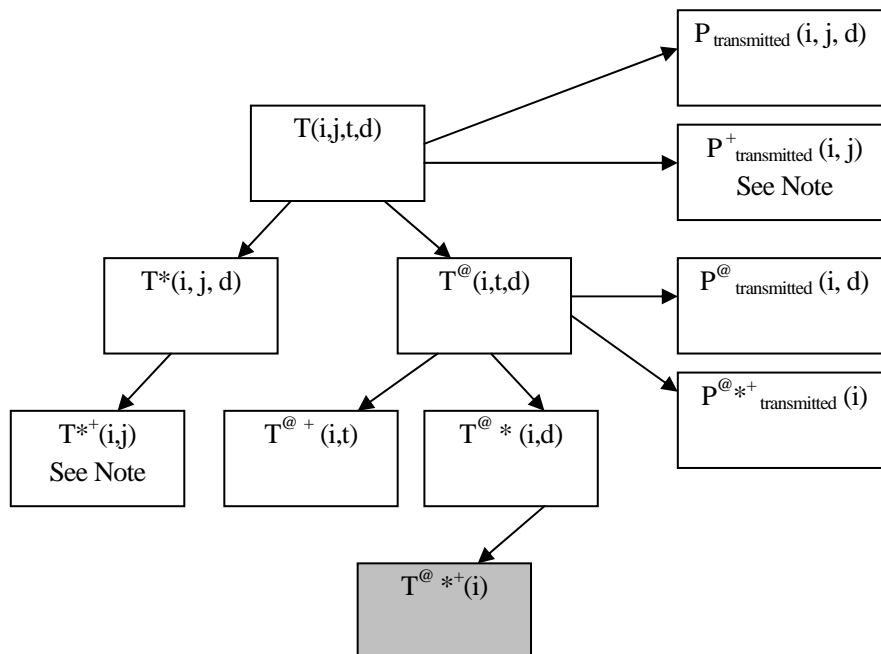 P transmitted (i, j, d)
T(i,j,t,d)
P+ transmitted (i, j)
See Note
T*(i, j, d)
T@(i,t,d)
P@ transmitted (i, d)
P@*+ transmitted (i)
T*+(i,j)
See Note
T@ + (i,t)
T@ * (i,d)
T@ *+(i)